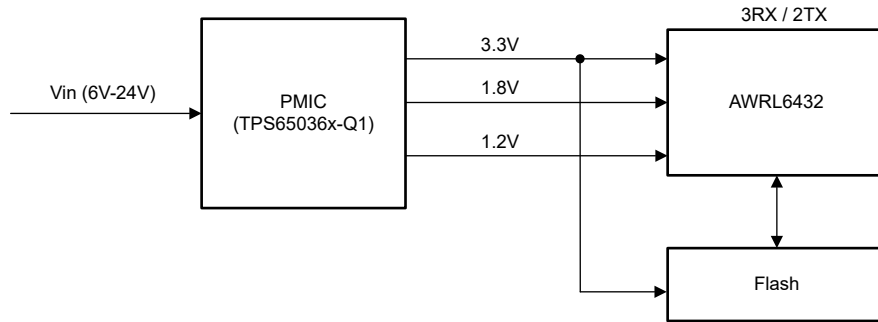 3RX / 2TX
3.3V
Vin (6V-24V)
PMIC
(TPS65036x-Q1)
1.8V
AWRL6432
1.2V
Flash